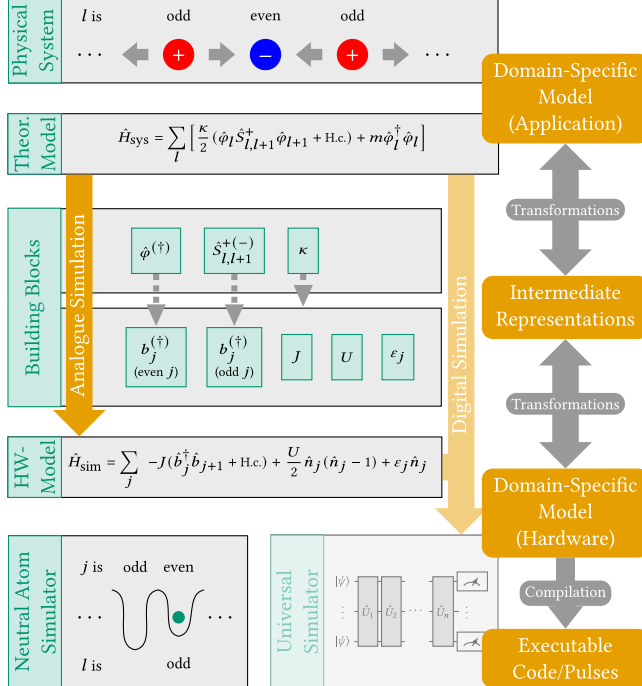 Physical
System
l is odd even odd
··· + − + ···
Theor.
Model
Ĥsys = ∑l [ κ/2 (φ̂l Ŝ⁺l,l+1 φ̂l+1 + H.c.) + mφ̂†l φ̂l ]
Analogue Simulation
Digital Simulation
Building Blocks
φ̂(†) Ŝ+(−)l,l+1 κ
b(†)j b(†)j J U εj
(even j) (odd j)
HW-
Model
Ĥsim = ∑j −J(b̂†j b̂j+1 + H.c.) + U/2 n̂j(n̂j − 1) + εj n̂j
Neutral Atom
Simulator
j is odd even
··· ···
l is odd
Universal
Simulator
|ψ⟩
⋮ Û1 Û2 ··· Ûn ⋮
|ψ⟩
Domain-Specific
Model
(Application)
Transformations
Intermediate
Representations
Transformations
Domain-Specific
Model
(Hardware)
Compilation
Executable
Code/Pulses